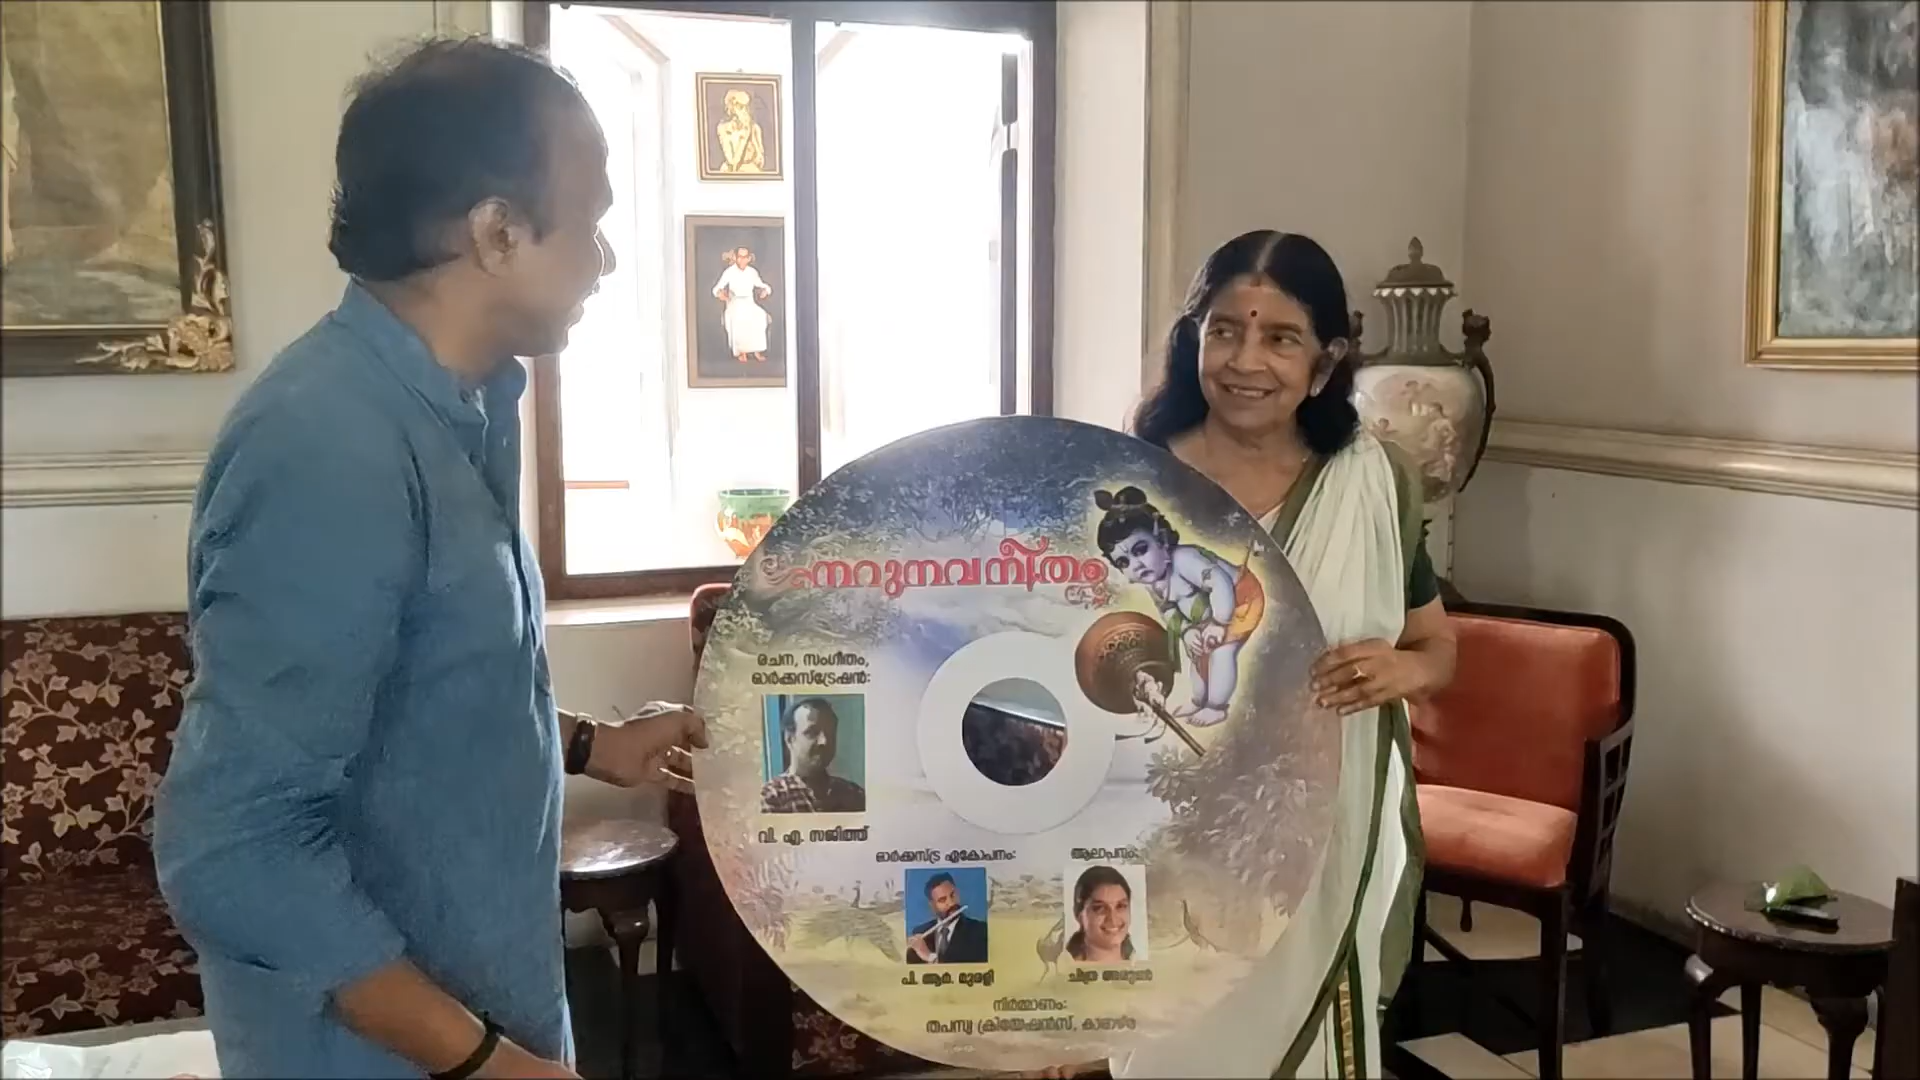 നറുനവനീതം
രചന, സംഗീതം,
ഓർക്കസ്ട്രേഷൻ:
വി. എ. സജിത്ത്
ഓർക്കസ്ട്ര ഏകോപനം:
ആലാപനം:
പി. ആർ. മുരളി
ചിത്ര അരുൺ
നിർമ്മാണം:
തപസ്യ ക്രിയേഷൻസ്,